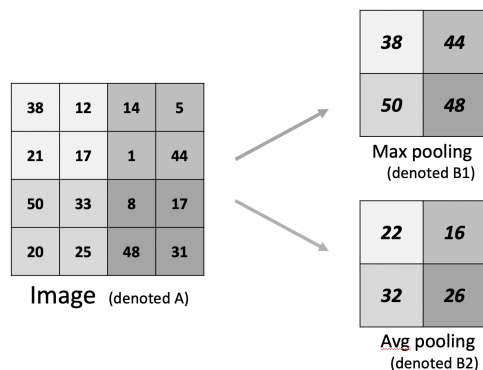 38 12 14 5
21 17 1 44
50 33 8 17
20 25 48 31
Image (denoted A)
38 44
50 48
Max pooling
(denoted B1)
22 16
32 26
Avg pooling
(denoted B2)